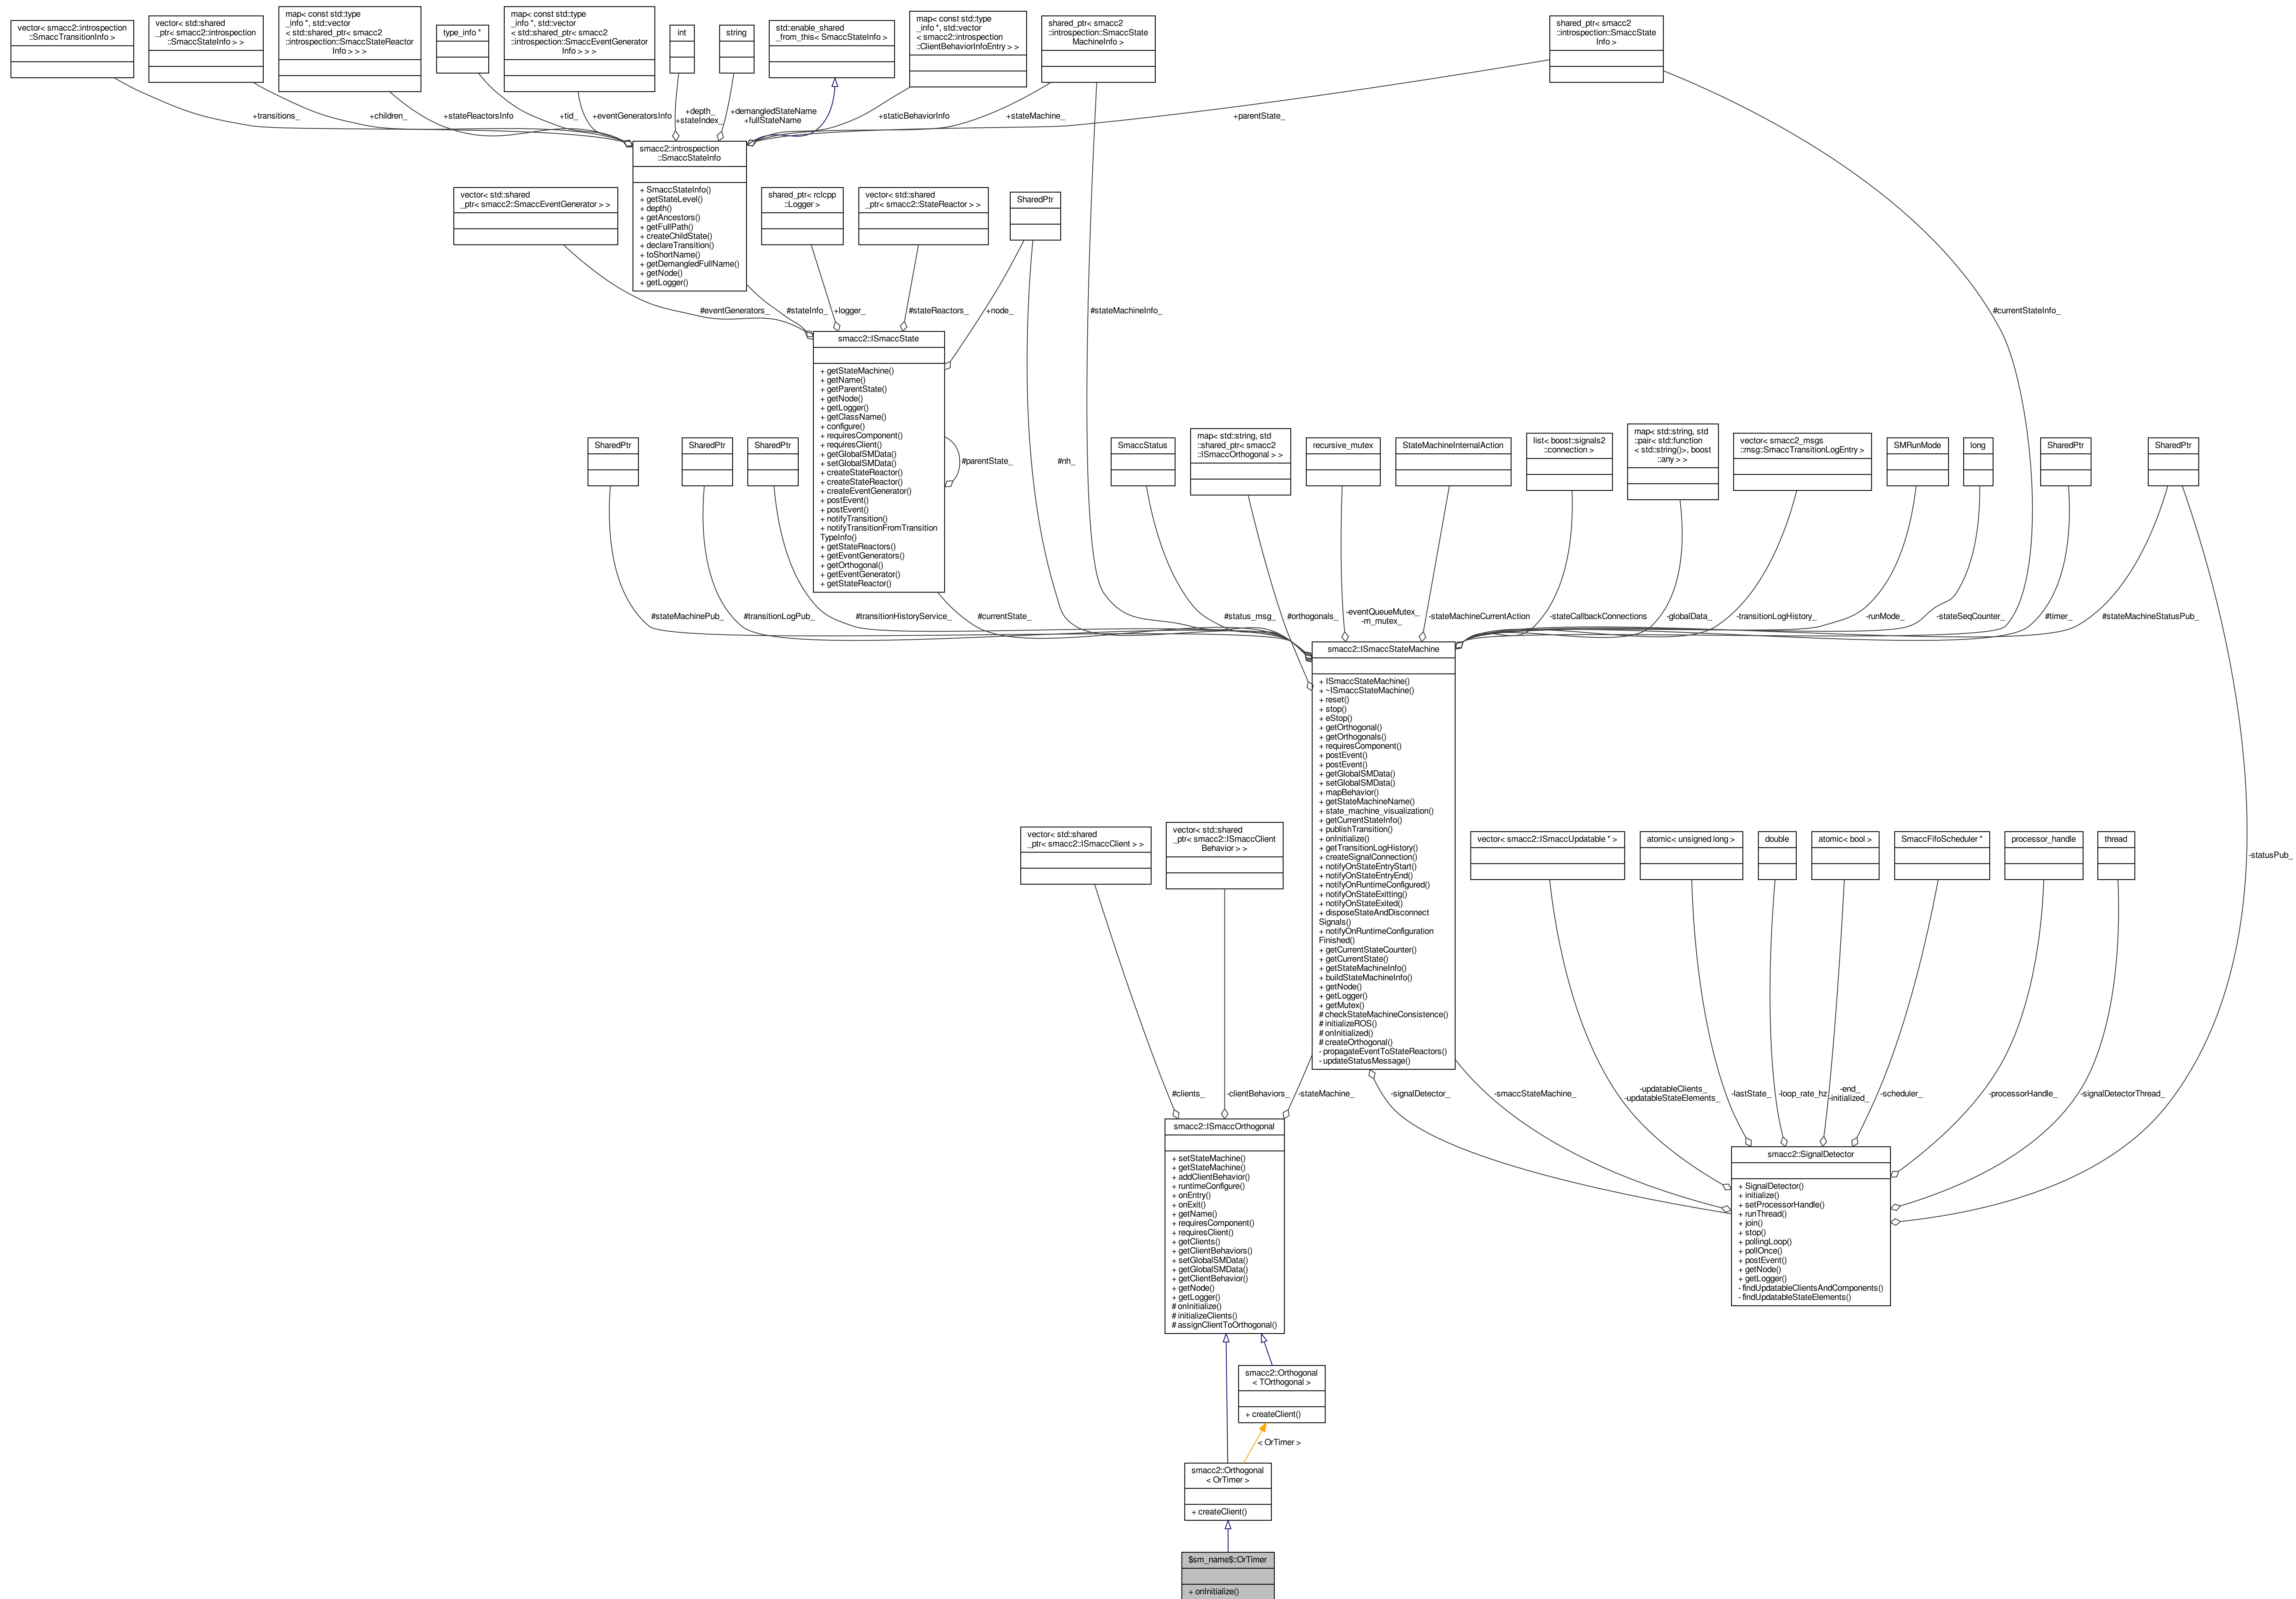 vector< smacc2::introspection
::SmaccTransitionInfo >
vector< std::shared
_ptr< smacc2::introspection
::SmaccStateInfo > >
map< const std::type
_info *, std::vector
< std::shared_ptr< smacc2
::introspection::SmaccStateReactor
Info > > >
type_info *
map< const std::type
_info *, std::vector
< std::shared_ptr< smacc2
::introspection::SmaccEventGenerator
Info > > >
int
string
std::enable_shared
_from_this< SmaccStateInfo >
map< const std::type
_info *, std::vector
< smacc2::introspection
::ClientBehaviorInfoEntry > >
shared_ptr< smacc2
::introspection::SmaccState
MachineInfo >
shared_ptr< smacc2
::introspection::SmaccState
Info >
+transitions_
+children_
+stateReactorsInfo
+tid_
+eventGeneratorsInfo
+depth_
+stateIndex_
+demangledStateName
+fullStateName
+staticBehaviorInfo
+stateMachine_
+parentState_
smacc2::introspection
::SmaccStateInfo
+ SmaccStateInfo()
+ getStateLevel()
+ depth()
+ getAncestors()
+ getFullPath()
+ createChildState()
+ declareTransition()
+ toShortName()
+ getDemangledFullName()
+ getNode()
+ getLogger()
vector< std::shared
_ptr< smacc2::SmaccEventGenerator > >
shared_ptr< rclcpp
::Logger >
vector< std::shared
_ptr< smacc2::StateReactor > >
SharedPtr
#eventGenerators_
#stateInfo_
+logger_
#stateReactors_
+node_
#stateMachineInfo_
#currentStateInfo_
smacc2::ISmaccState
+ getStateMachine()
+ getName()
+ getParentState()
+ getNode()
+ getLogger()
+ getClassName()
+ configure()
+ requiresComponent()
+ requiresClient()
+ getGlobalSMData()
+ setGlobalSMData()
+ createStateReactor()
+ createStateReactor()
+ createEventGenerator()
+ postEvent()
+ postEvent()
+ notifyTransition()
+ notifyTransitionFromTransition
TypeInfo()
+ getStateReactors()
+ getEventGenerators()
+ getOrthogonal()
+ getEventGenerator()
+ getStateReactor()
#parentState_
#nh_
SharedPtr
SharedPtr
SharedPtr
SmaccStatus
map< std::string, std
::shared_ptr< smacc2
::ISmaccOrthogonal > >
recursive_mutex
StateMachineInternalAction
list< boost::signals2
::connection >
map< std::string, std
::pair< std::function
< std::string()>, boost
::any > >
vector< smacc2_msgs
::msg::SmaccTransitionLogEntry >
SMRunMode
long
SharedPtr
SharedPtr
#stateMachinePub_
#transitionLogPub_
#transitionHistoryService_
#currentState_
#status_msg_
#orthogonals_
-eventQueueMutex_
-m_mutex_
-stateMachineCurrentAction
-stateCallbackConnections
-globalData_
-transitionLogHistory_
-runMode_
-stateSeqCounter_
#timer_
#stateMachineStatusPub_
smacc2::ISmaccStateMachine
+ ISmaccStateMachine()
+ ~ISmaccStateMachine()
+ reset()
+ stop()
+ eStop()
+ getOrthogonal()
+ getOrthogonals()
+ requiresComponent()
+ postEvent()
+ postEvent()
+ getGlobalSMData()
+ setGlobalSMData()
+ mapBehavior()
+ getStateMachineName()
+ state_machine_visualization()
+ getCurrentStateInfo()
+ publishTransition()
+ onInitialize()
+ getTransitionLogHistory()
+ createSignalConnection()
+ notifyOnStateEntryStart()
+ notifyOnStateEntryEnd()
+ notifyOnRuntimeConfigured()
+ notifyOnStateExitting()
+ notifyOnStateExited()
+ disposeStateAndDisconnect
Signals()
+ notifyOnRuntimeConfiguration
Finished()
+ getCurrentStateCounter()
+ getCurrentState()
+ getStateMachineInfo()
+ buildStateMachineInfo()
+ getNode()
+ getLogger()
+ getMutex()
# checkStateMachineConsistence()
# initializeROS()
# onInitialized()
# createOrthogonal()
- propagateEventToStateReactors()
- updateStatusMessage()
vector< std::shared
_ptr< smacc2::ISmaccClient > >
vector< std::shared
_ptr< smacc2::ISmaccClient
Behavior > >
vector< smacc2::ISmaccUpdatable * >
atomic< unsigned long >
double
atomic< bool >
SmaccFifoScheduler *
processor_handle
thread
-statusPub_
#clients_
-clientBehaviors_
-stateMachine_
-signalDetector_
-smaccStateMachine_
-updatableClients_
-updatableStateElements_
-lastState_
-loop_rate_hz
-end_
-initialized_
-scheduler_
-processorHandle_
-signalDetectorThread_
smacc2::ISmaccOrthogonal
+ setStateMachine()
+ getStateMachine()
+ addClientBehavior()
+ runtimeConfigure()
+ onEntry()
+ onExit()
+ getName()
+ requiresComponent()
+ requiresClient()
+ getClients()
+ getClientBehaviors()
+ setGlobalSMData()
+ getGlobalSMData()
+ getClientBehavior()
+ getNode()
+ getLogger()
# onInitialize()
# initializeClients()
# assignClientToOrthogonal()
smacc2::SignalDetector
+ SignalDetector()
+ initialize()
+ setProcessorHandle()
+ runThread()
+ join()
+ stop()
+ pollingLoop()
+ pollOnce()
+ postEvent()
+ getNode()
+ getLogger()
- findUpdatableClientsAndComponents()
- findUpdatableStateElements()
smacc2::Orthogonal
< TOrthogonal >
+ createClient()
< OrTimer >
smacc2::Orthogonal
< OrTimer >
+ createClient()
$sm_name$::OrTimer
+ onInitialize()